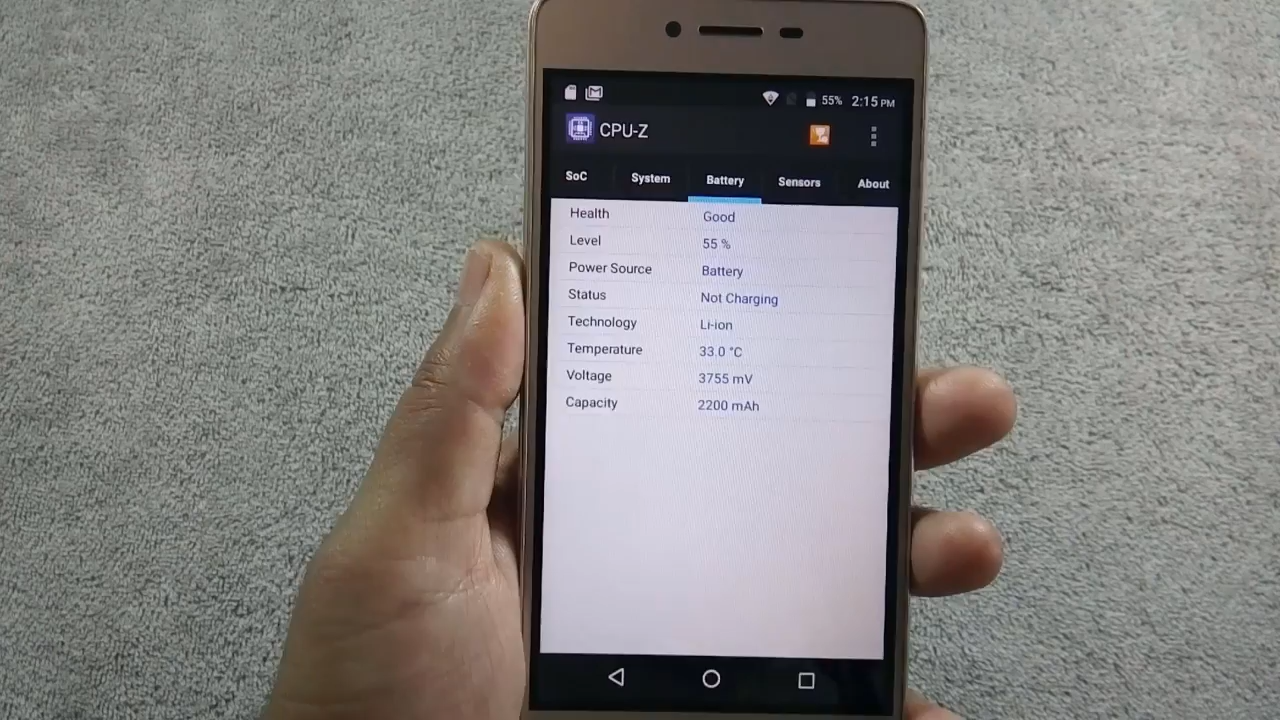 55% 2:15 PM
CPU-Z
SoC System Battery Sensors About
Health Good
Level 55 %
Power Source Battery
Status Not Charging
Technology Li-ion
Temperature 33.0 °C
Voltage 3755 mV
Capacity 2200 mAh